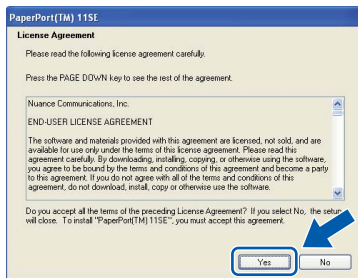 PaperPort(TM) 11SE
License Agreement
Please read the following license agreement carefully.
Press the PAGE DOWN key to see the rest of the agreement.
Nuance Communications, Inc.
END-USER LICENSE AGREEMENT
The software and materials provided with this agreement are licensed, not sold, and are
available for use only under the terms of this license agreement. Please read this
agreement carefully. By downloading, installing, copying, or otherwise using the software,
you agree to be bound by the terms and conditions of this agreement and become a party
to this agreement. If you do not agree with all of the terms and conditions of this
agreement, do not download, install, copy or otherwise use the software.
Do you accept all the terms of the preceding License Agreement? If you select No, the setup
will close. To install "PaperPort(TM) 11SE", you must accept this agreement.
Yes
No